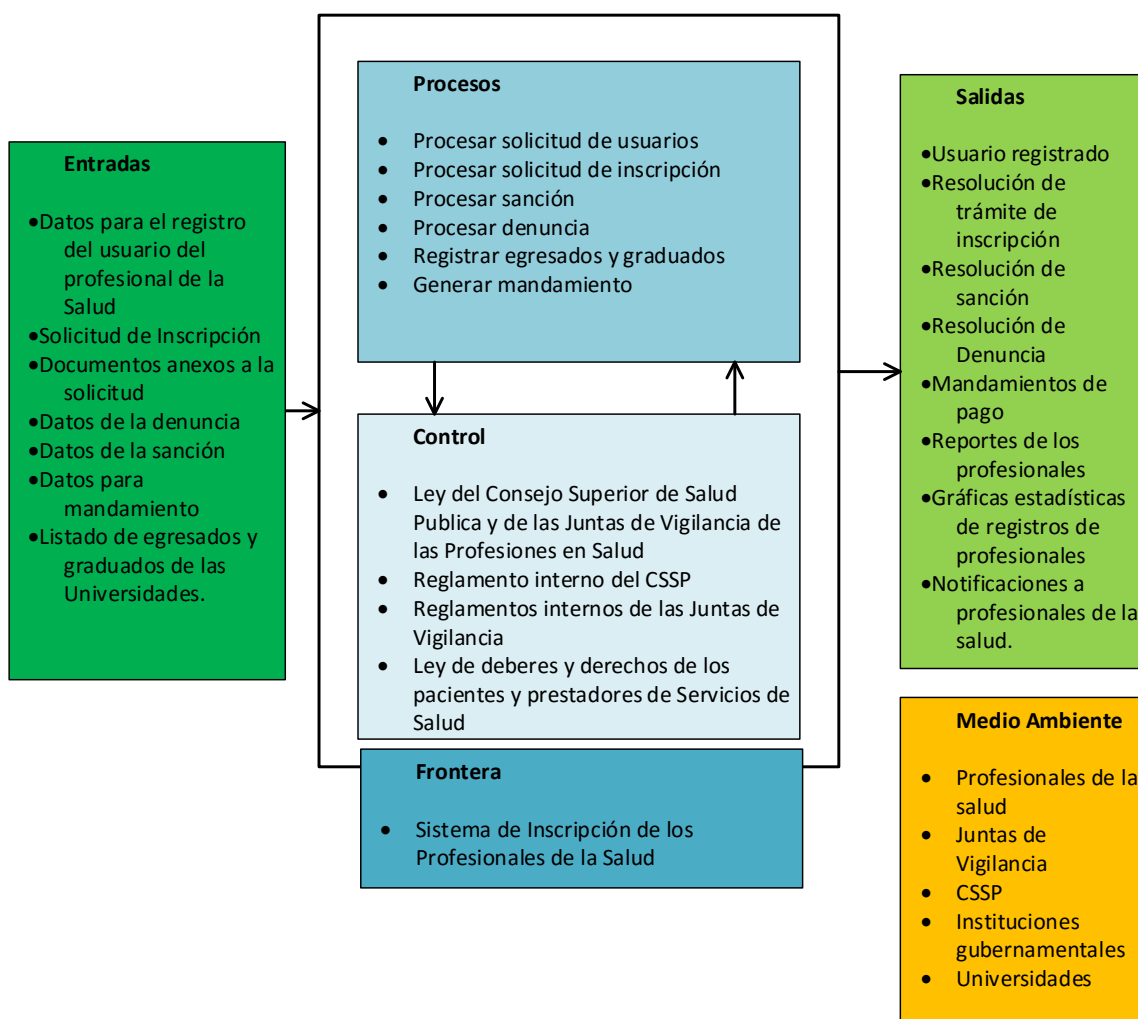 Entradas
•Datos para el registro
del usuario del
profesional de la
Salud
•Solicitud de Inscripción
•Documentos anexos a la
solicitud
•Datos de la denuncia
•Datos de la sanción
•Datos para
mandamiento
•Listado de egresados y
graduados de las
Universidades.
Procesos
• Procesar solicitud de usuarios
• Procesar solicitud de inscripción
• Procesar sanción
• Procesar denuncia
• Registrar egresados y graduados
• Generar mandamiento
Control
• Ley del Consejo Superior de Salud
Publica y de las Juntas de Vigilancia de
las Profesiones en Salud
• Reglamento interno del CSSP
• Reglamentos internos de las Juntas de
Vigilancia
• Ley de deberes y derechos de los
pacientes y prestadores de Servicios de
Salud
Frontera
• Sistema de Inscripción de los
Profesionales de la Salud
Salidas
•Usuario registrado
•Resolución de
trámite de
inscripción
•Resolución de
sanción
•Resolución de
Denuncia
•Mandamientos de
pago
•Reportes de los
profesionales
•Gráficas estadísticas
de registros de
profesionales
•Notificaciones a
profesionales de la
salud.
Medio Ambiente
• Profesionales de la
salud
• Juntas de
Vigilancia
• CSSP
• Instituciones
gubernamentales
• Universidades